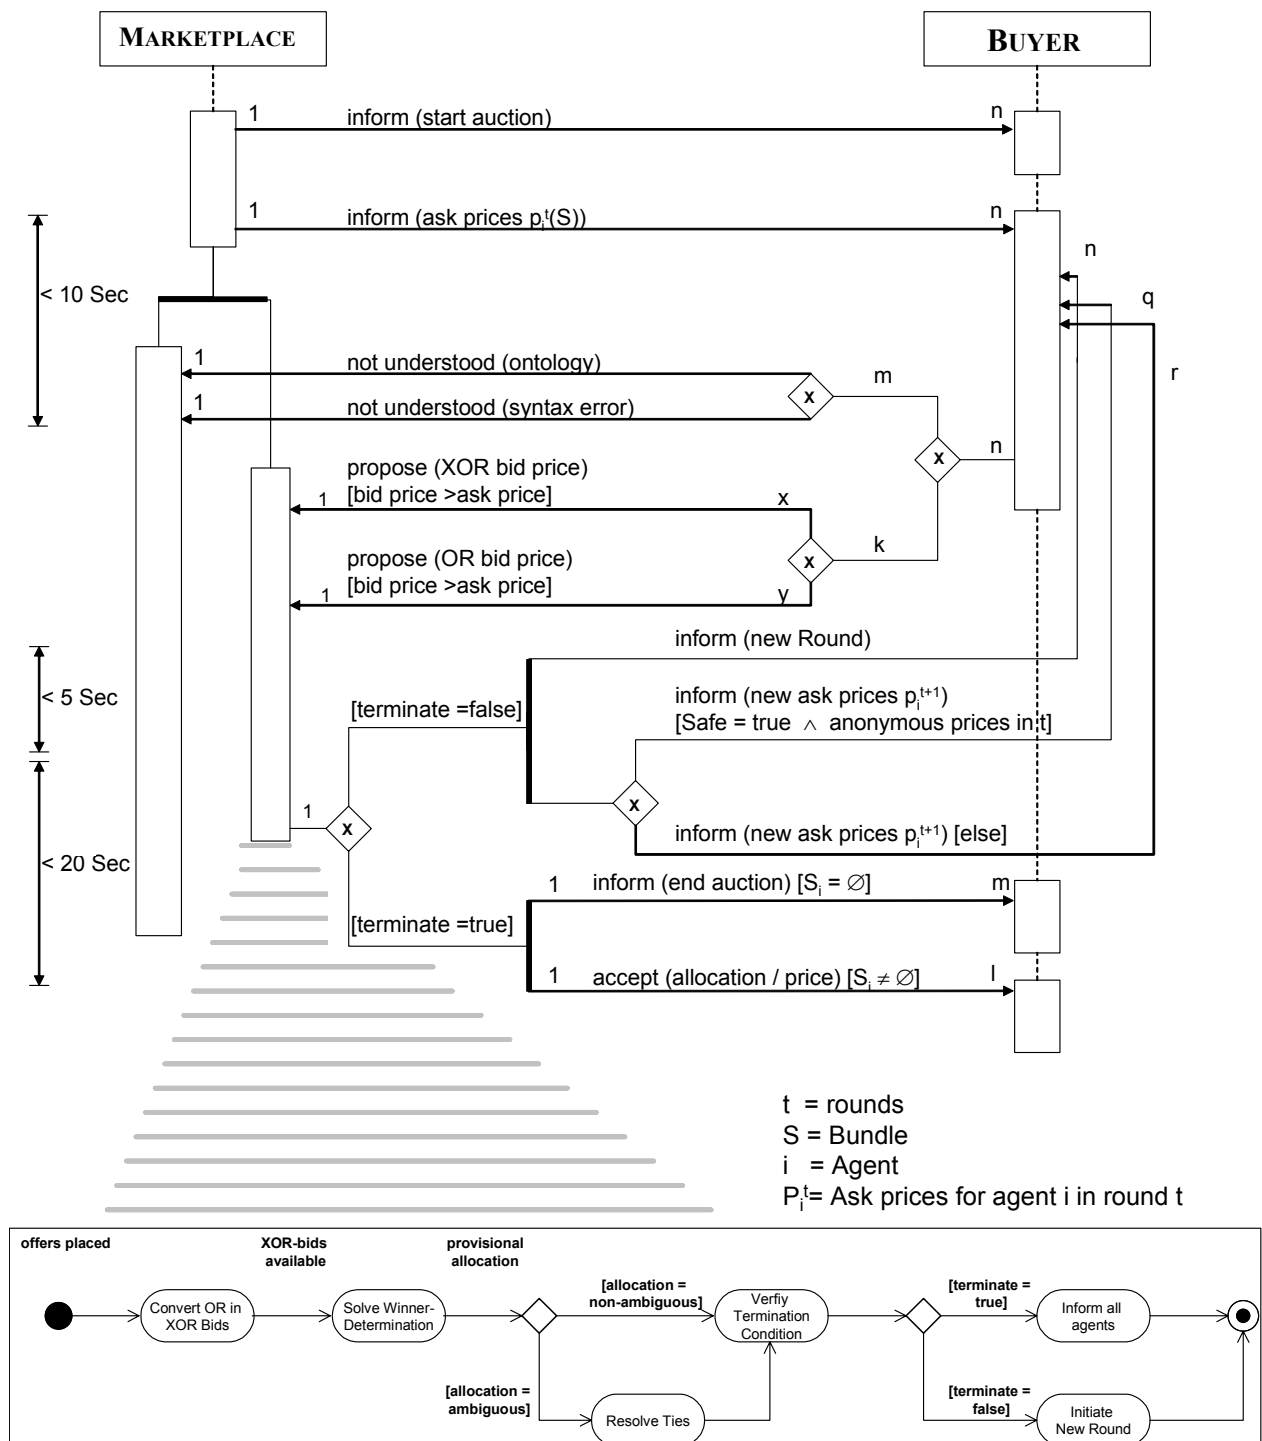 MARKETPLACE
BUYER
1 inform (start auction) n
1 inform (ask prices p_i^t(S)) n
n
< 10 Sec
q
r
1 not understood (ontology)
m
x
1 not understood (syntax error)
n
x
propose (XOR bid price)
1 [bid price >ask price] x
k
x
propose (OR bid price)
1 [bid price >ask price] y
inform (new Round)
< 5 Sec
[terminate =false]
inform (new ask prices p_i^t+1)
[Safe = true ∧ anonymous prices in t]
1
x
x
inform (new ask prices p_i^t+1) [else]
< 20 Sec
1 inform (end auction) [S_i = ∅] m
[terminate =true]
1 accept (allocation / price) [S_i ≠ ∅] l
t = rounds
S = Bundle
i = Agent
P_i^t= Ask prices for agent i in round t
offers placed
XOR-bids
available
provisional
allocation
Convert OR in
XOR Bids
Solve Winner-
Determination
[allocation =
non-ambiguous]
Verfiy
Termination
Condition
[terminate =
true]
Inform all
agents
[allocation =
ambiguous]
Resolve Ties
[terminate =
false]
Initiate
New Round